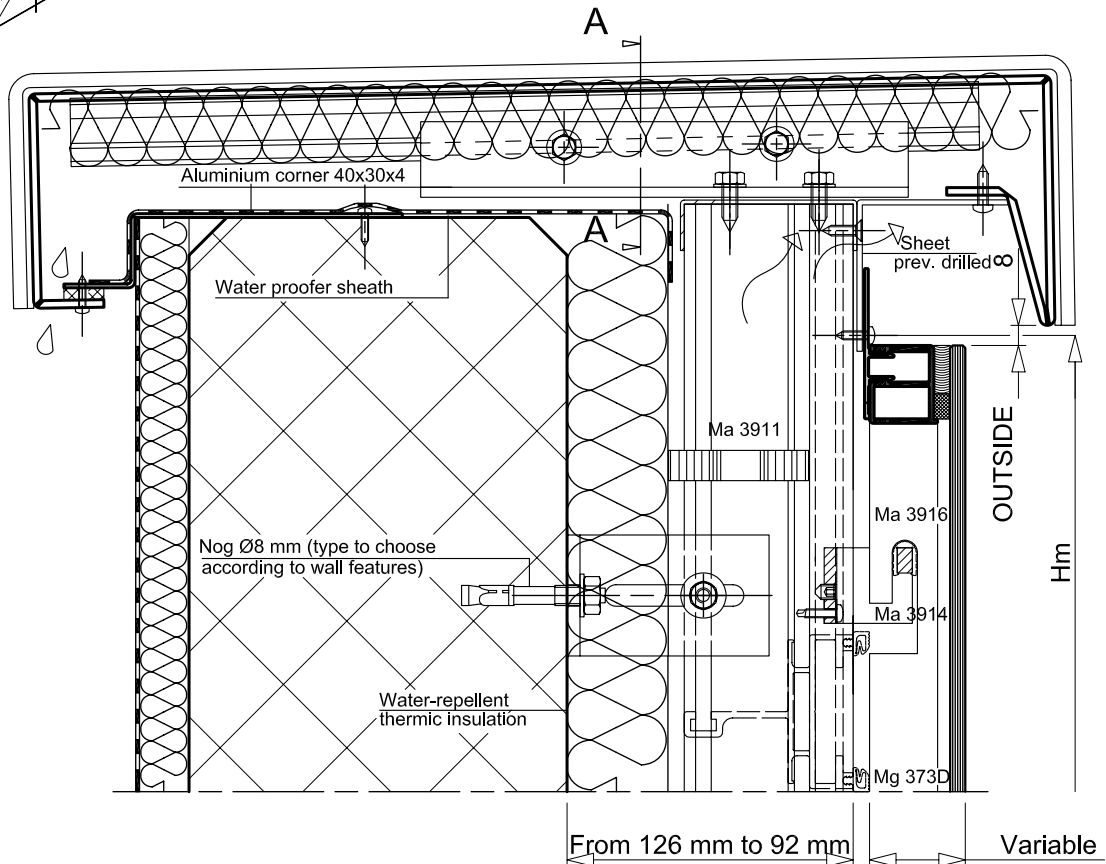 A
Aluminium corner 40x30x4
A
Sheet
prev. drilled
8
Water proofer sheath
OUTSIDE
Ma 3911
Ma 3916
Hm
Nog Ø8 mm (type to choose
according to wall features)
Ma 3914
Water-repellent
thermic insulation
Mg 373D
From 126 mm to 92 mm
Variable